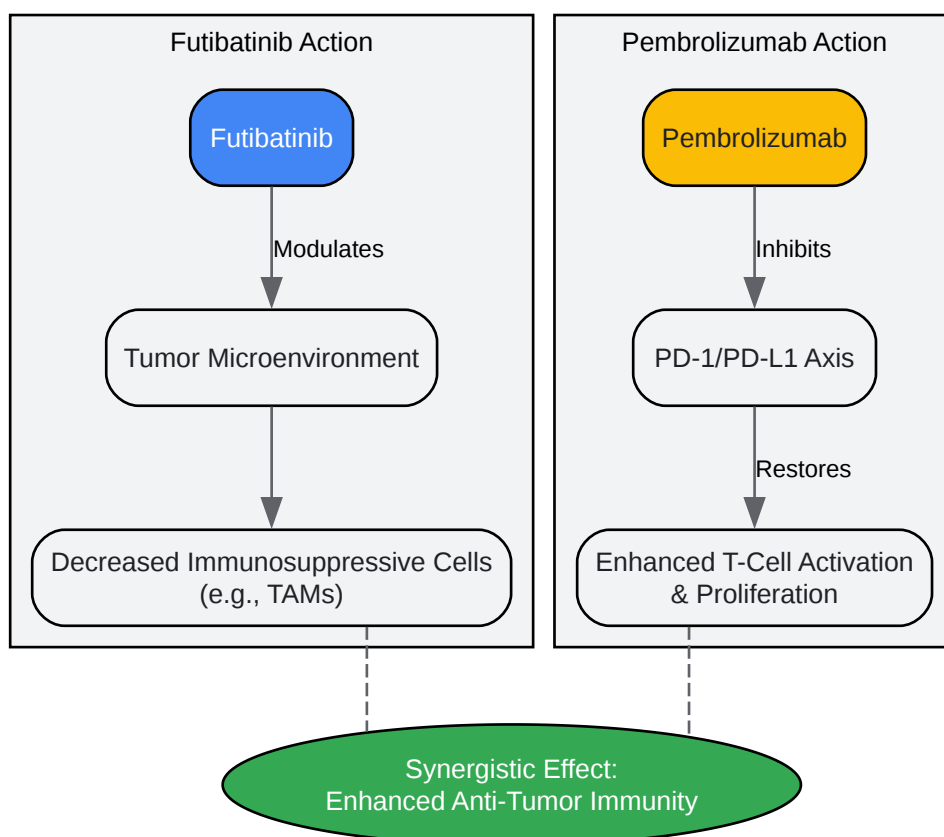 Futibatinib Action
Futibatinib
Modulates
Tumor Microenvironment
Decreased Immunosuppressive Cells
(e.g., TAMs)
Pembrolizumab Action
Pembrolizumab
Inhibits
PD-1/PD-L1 Axis
Restores
Enhanced T-Cell Activation
& Proliferation
Synergistic Effect:
Enhanced Anti-Tumor Immunity